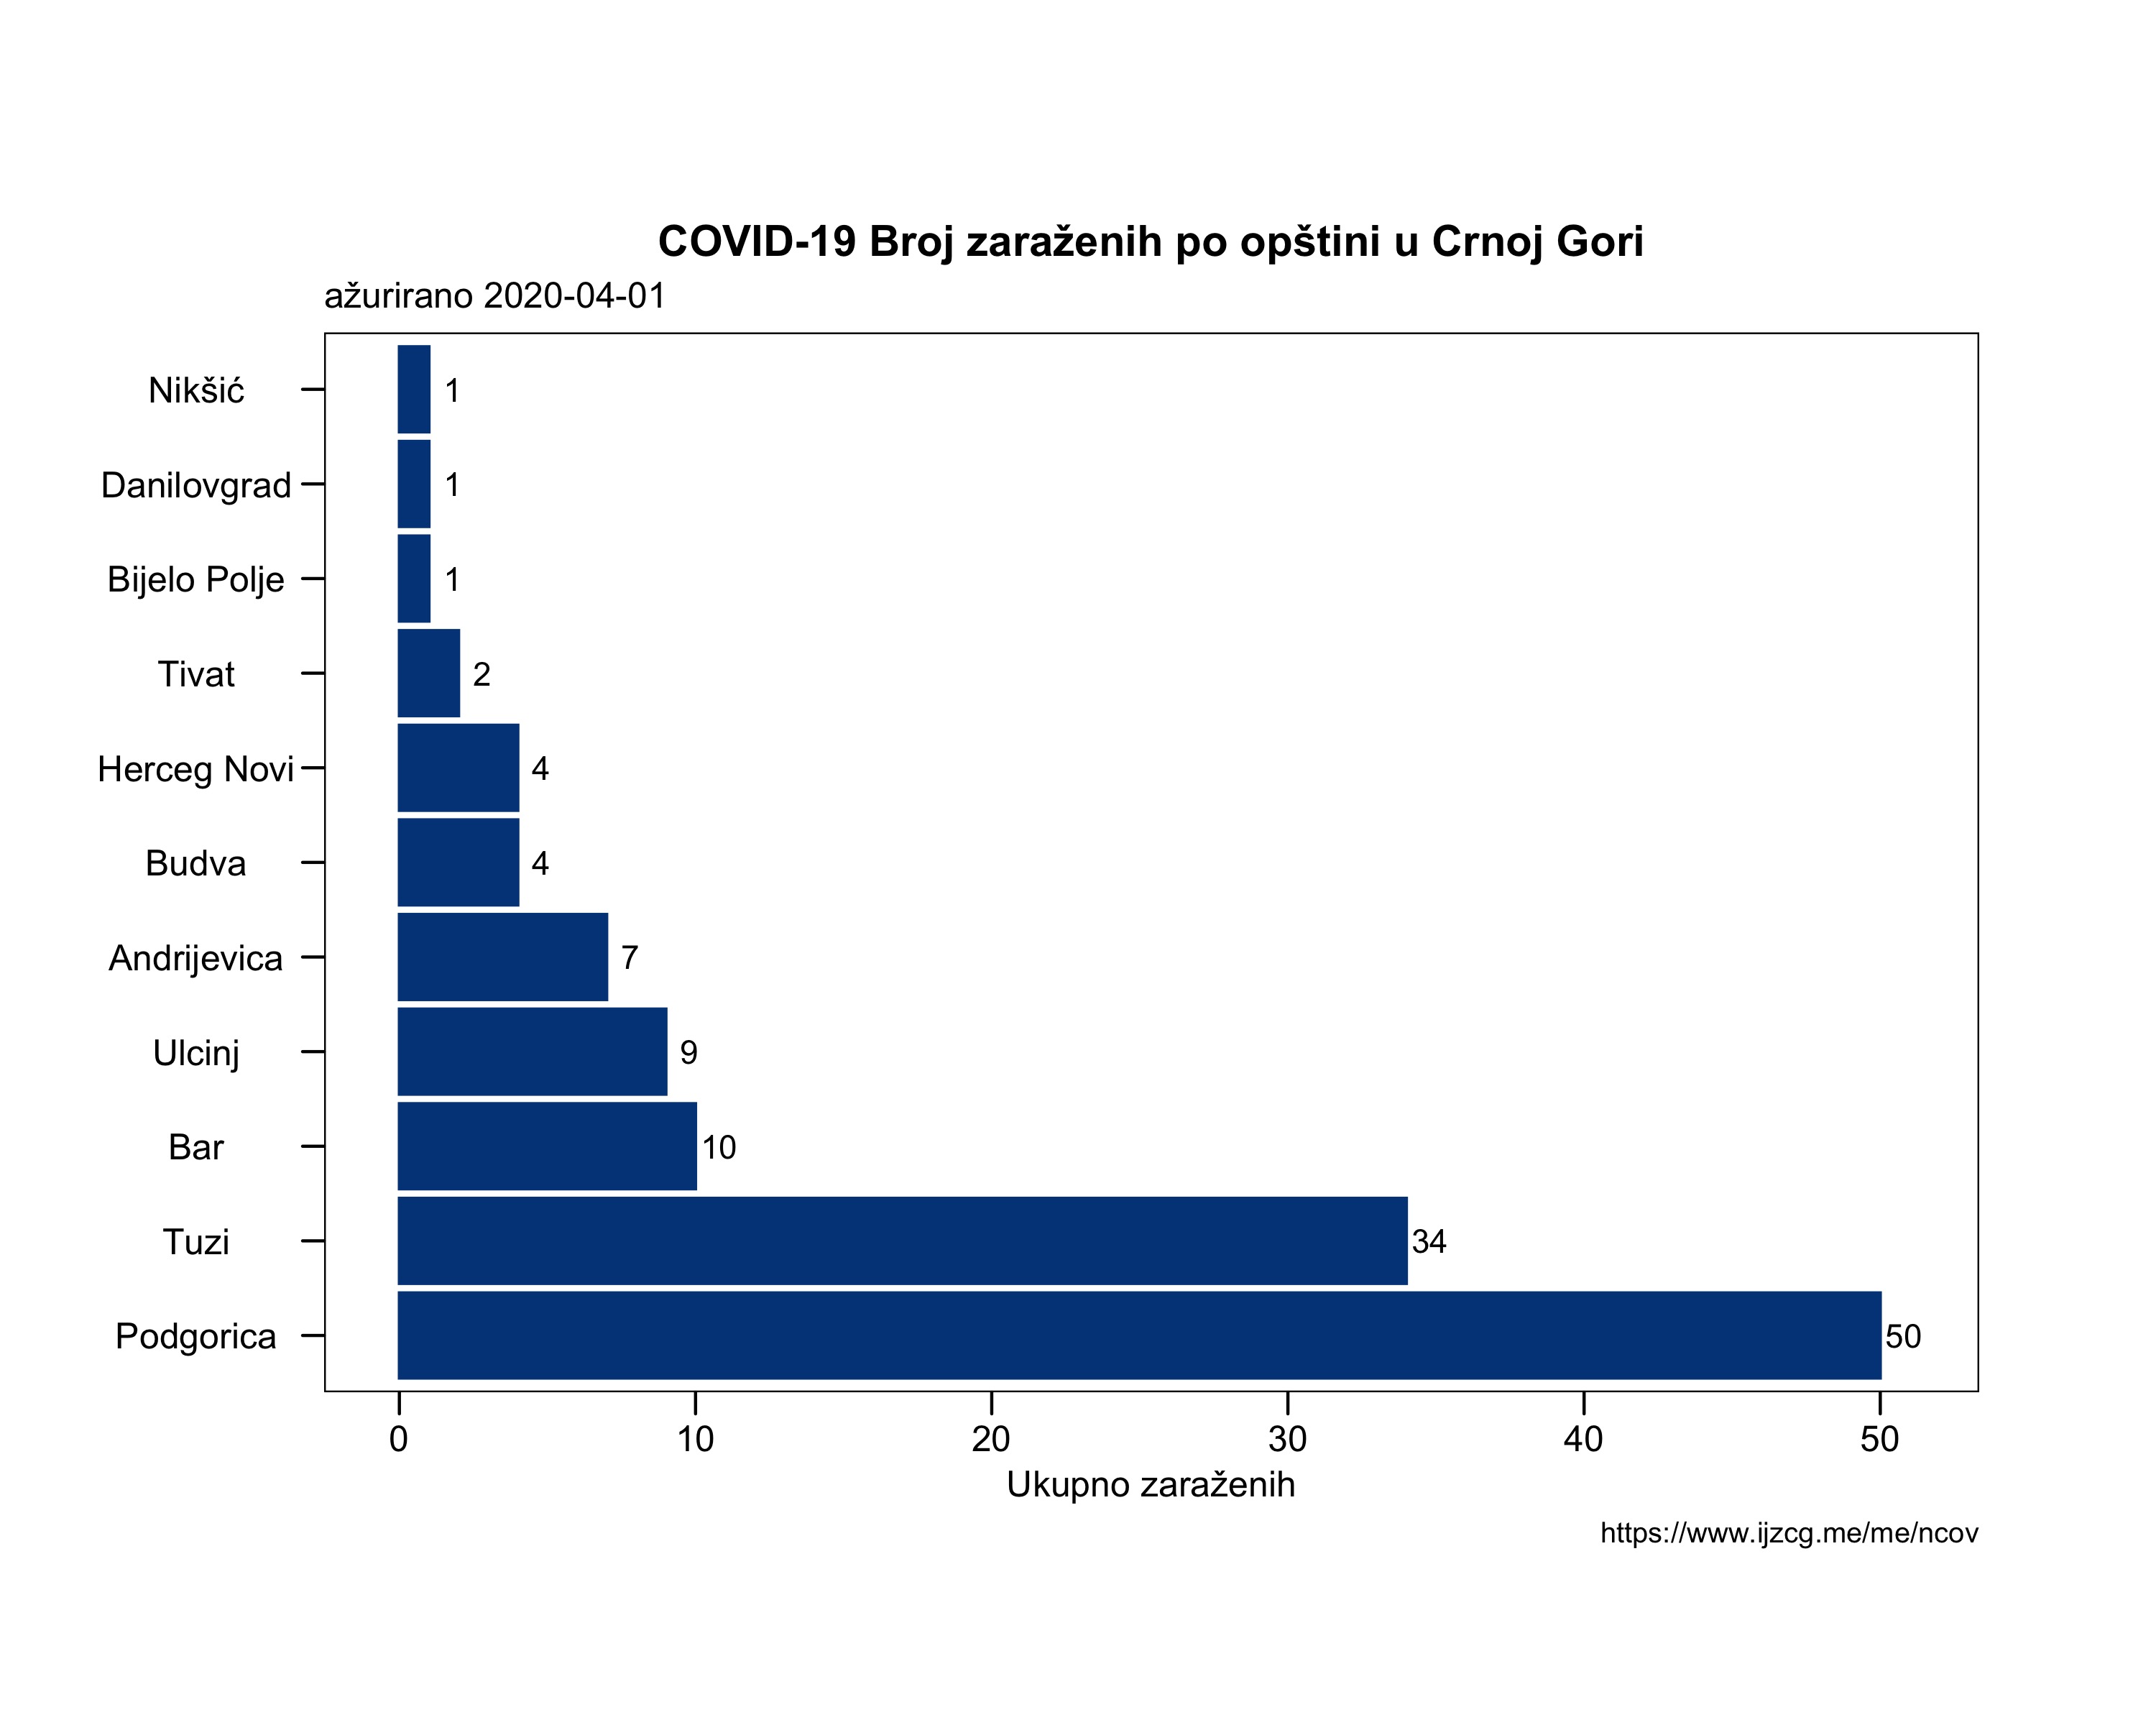 COVID-19 Broj zaraženih po opštini u Crnoj Gori
ažurirano 2020-04-01
Nikšić 1
Danilovgrad 1
Bijelo Polje 1
Tivat 2
Herceg Novi 4
Budva 4
Andrijevica 7
Ulcinj 9
Bar 10
Tuzi 34
Podgorica 50
0 10 20 30 40 50
Ukupno zaraženih
https://www.ijzcg.me/me/ncov